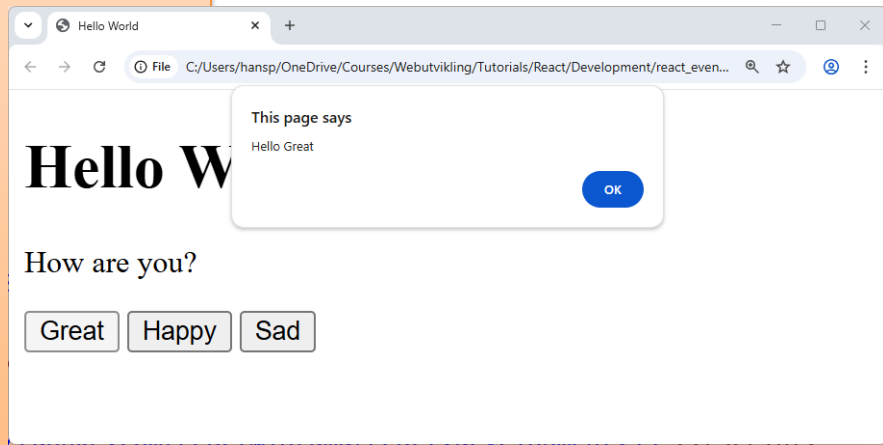 Hello World
File C:/Users/hansp/OneDrive/Courses/Webutvikling/Tutorials/React/Development/react_even...
This page says
Hello Great
OK
Hello W
How are you?
Great Happy Sad